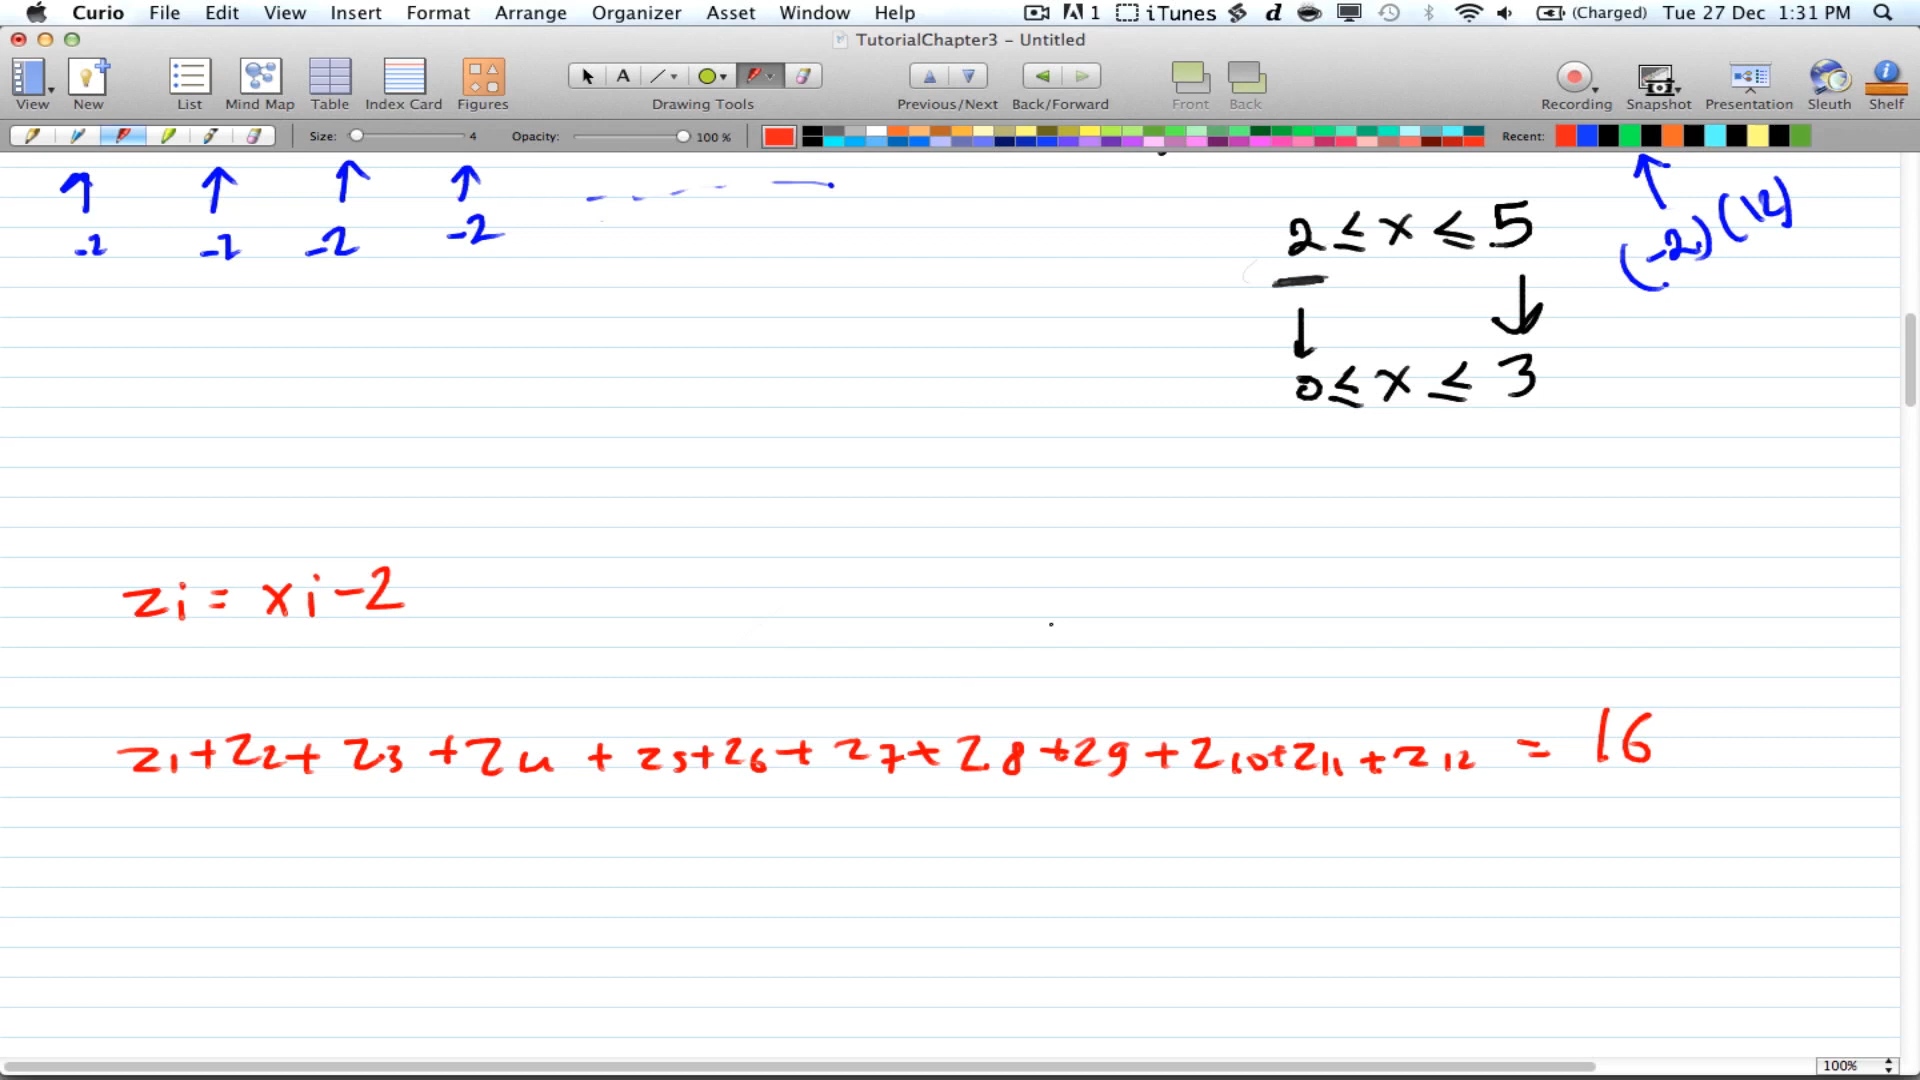 Curio File Edit View Insert Format Arrange Organizer Asset Window Help 1 iTunes d (Charged) Tue 27 Dec 1:31 PM
TutorialChapter3 – Untitled
A
View New List Mind Map Table Index Card Figures Drawing Tools Previous/Next Back/Forward Front Back Recording Snapshot Presentation Sleuth Shelf
Size: 4 Opacity: 100 % Recent:
-2 -2 -2 -2
2 ≤ x ≤ 5 (-2)(12)
0 ≤ x ≤ 3
zi = xi -2
z1 + z2 + z3 + z4 + z5 + z6 + z7 + z8 + z9 + z10 + z11 + z12 = 16
100%